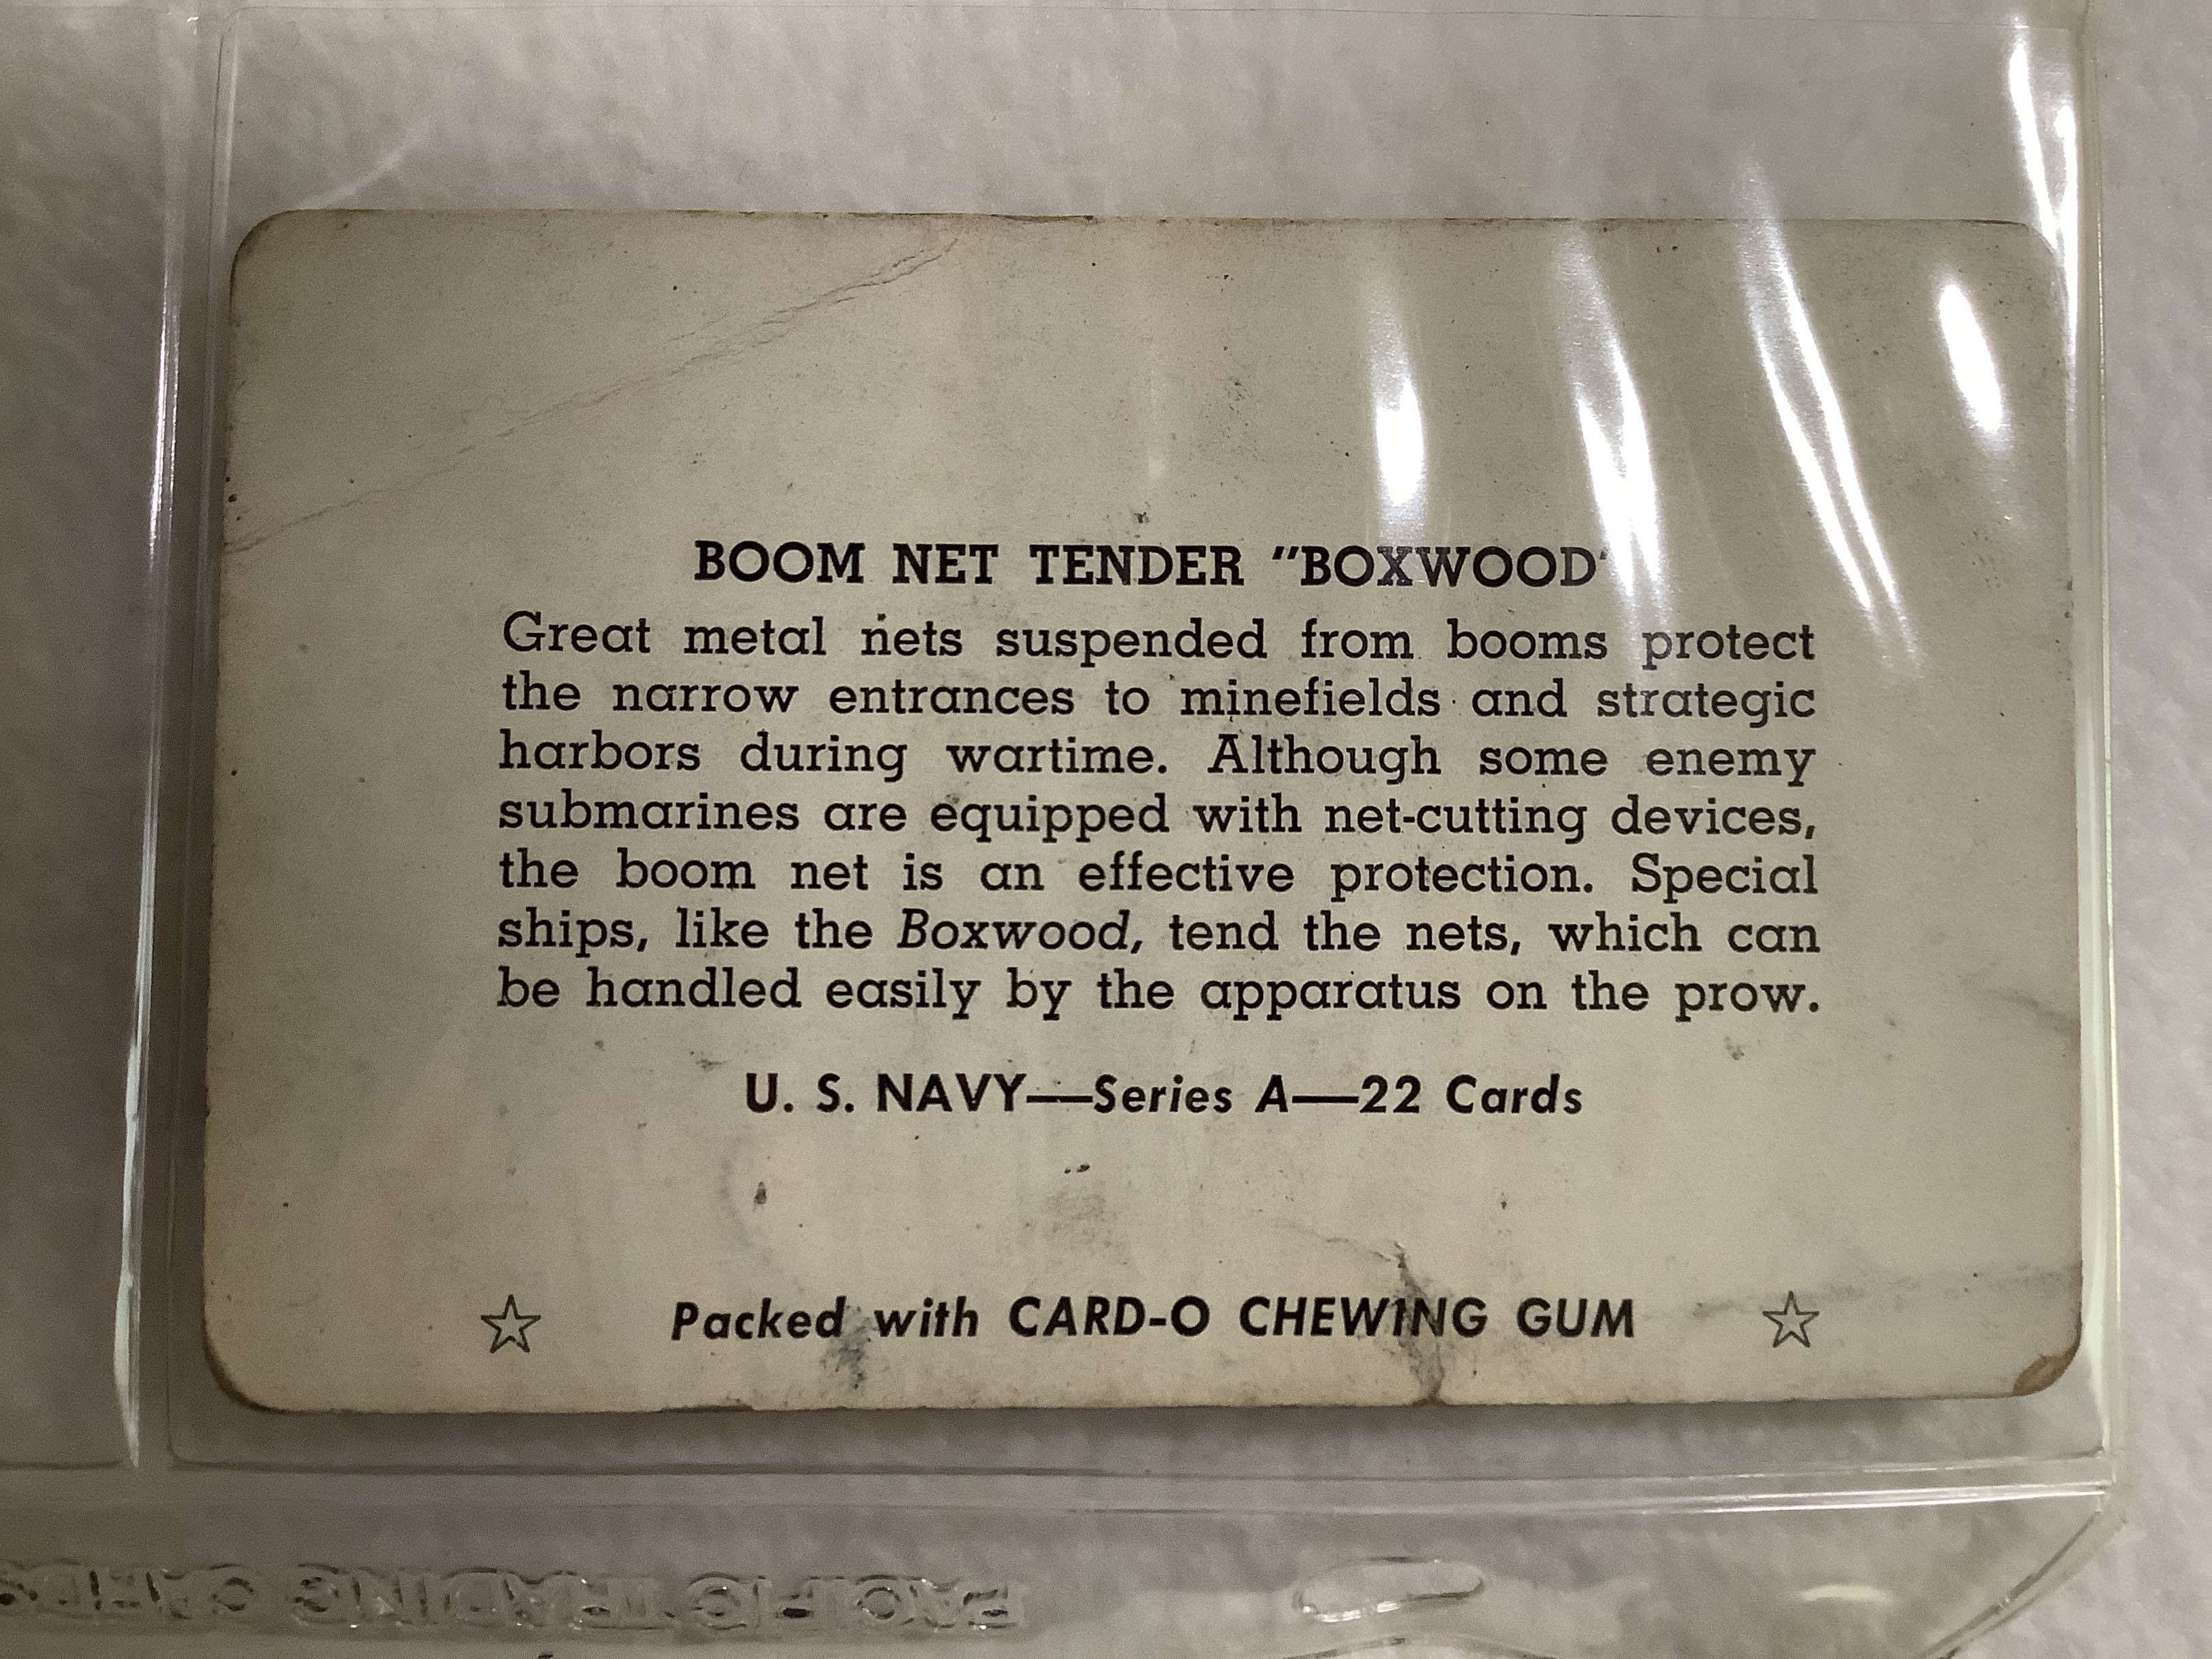 BOOM NET TENDER "BOXWOOD"
Great metal nets suspended from booms protect
the narrow entrances to minefields and strategic
harbors during wartime. Although some enemy
submarines are equipped with net-cutting devices,
the boom net is an effective protection. Special
ships, like the Boxwood, tend the nets, which can
be handled easily by the apparatus on the prow.
U. S. NAVY—Series A—22 Cards
☆ Packed with CARD-O CHEWING GUM ☆
PACIFIC TRADING CARDS